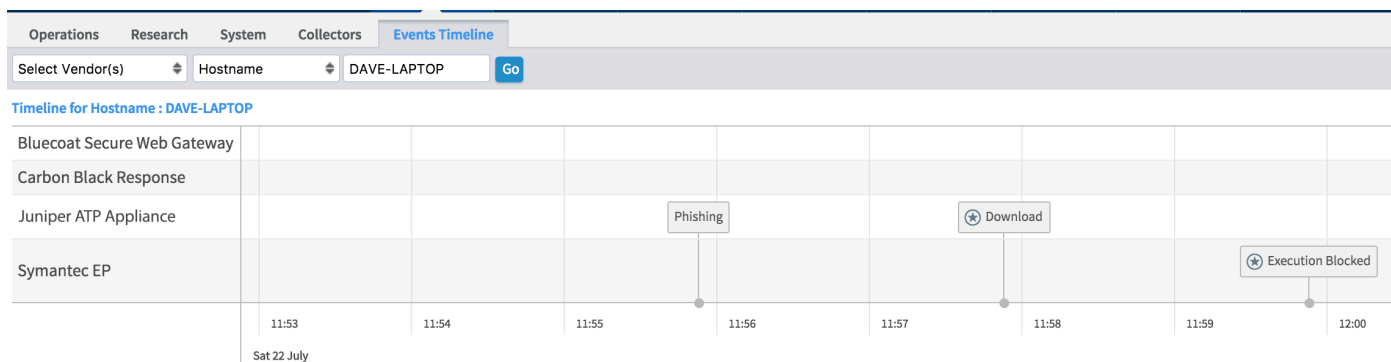 Operations Research System Collectors Events Timeline
Select Vendor(s) Hostname DAVE-LAPTOP Go
Timeline for Hostname : DAVE-LAPTOP
Bluecoat Secure Web Gateway
Carbon Black Response
Juniper ATP Appliance Phishing Download
Symantec EP Execution Blocked
11:53 11:54 11:55 11:56 11:57 11:58 11:59 12:00
Sat 22 July